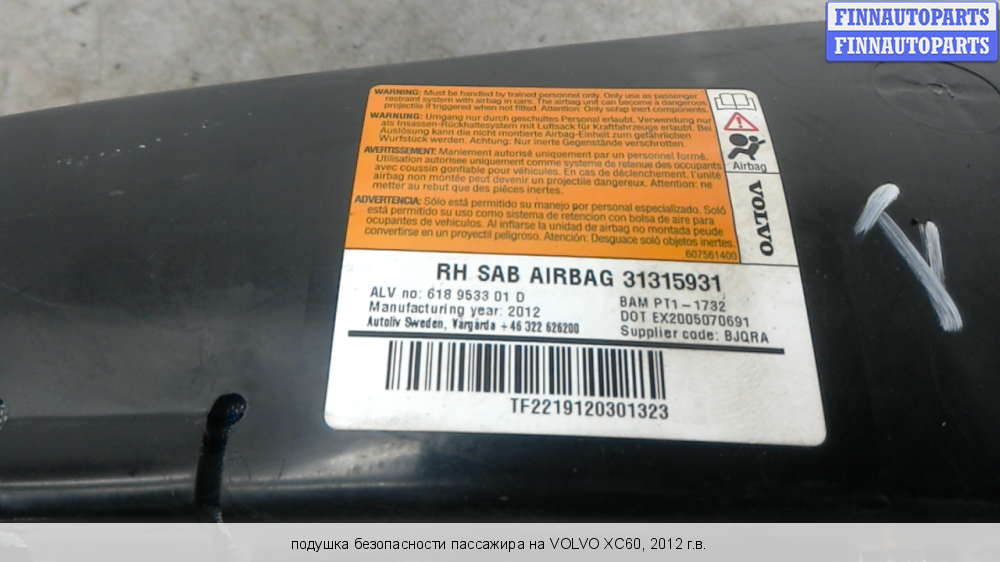 FINNAUTOPARTS
FINNAUTOPARTS
WARNING: Must be handled by trained personnel only. Only use as passenger
restraint system with airbag in cars. The airbag unit can become a dangerous
projectile if triggered when not fitted. Attention: Only scrap inert components.
WARNUNG: Umgang nur durch geschultes Personal erlaubt. Verwendung nur
als Insassen-Rückhaltesystem mit Luftsack für Kraftfahrzeuge erlaubt. Bei
Auslösung kann die nicht montierte Airbag-Einheit zum gefährlichen
Wurfstück werden. Achtung: Nur inerte Gegenstände verschrotten.
AVERTISSEMENT: Maniement autorisé uniquement par un personnel formé.
Utilisation autorisee uniquement comme systeme de retenue des occupants
avec coussin gonflable pour véhicules. En cas de déclenchement, l'unité
airbag non montée peut devenir un projectile dangereux. Attention: ne
metter au rebut que des pièces inertes.
ADVERTENCIA: Sólo está permitido su manejo por personal especializado. Soló
está permitido su uso como sistema de retención con bolsa de aire para
ocupantes de vehículos. Al inflarse la unidad de airbag no montada peude
convertirse en un proyectil peligroso. Atención: Desguace soló objetos inertes.
607561400
Airbag
VOLVO
RH SAB AIRBAG 31315931
ALV no: 618 9533 01 D
Manufacturing year: 2012
Autoliv Sweden, Vårgårda +46 322 626200
BAM PT1-1732
DOT EX2005070691
Supplier code: BJQRA
TF2219120301323
подушка безопасности пассажира на VOLVO XC60, 2012 г.в.